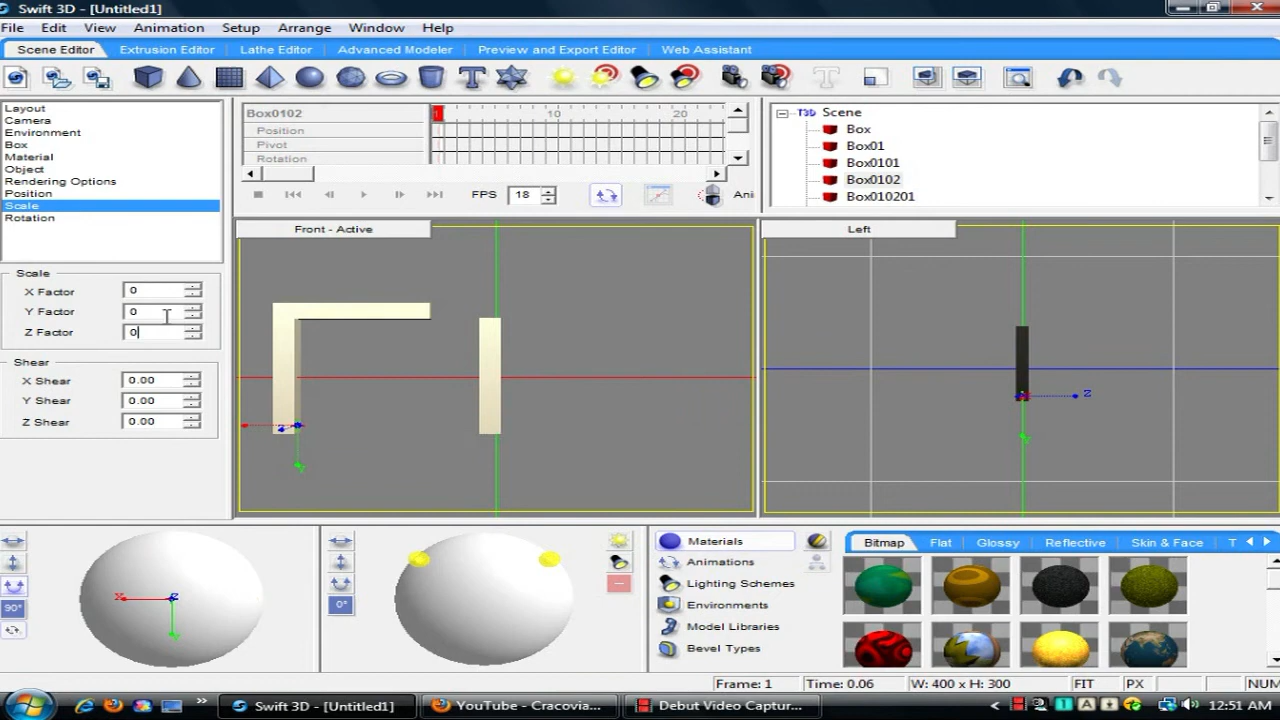 Swift 3D - [Untitled1]
File Edit View Animation Setup Arrange Window Help
Scene Editor Extrusion Editor Lathe Editor Advanced Modeler Preview and Export Editor Web Assistant
Layout
Camera
Environment
Box
Material
Object
Rendering Options
Position
Scale
Rotation
Box0102
1 10 20
Position
Pivot
Rotation
FPS 18 Ani
Scene
Box
Box01
Box0101
Box0102
Box010201
Scale
X Factor 0
Y Factor 0
Z Factor 0
Shear
X Shear 0.00
Y Shear 0.00
Z Shear 0.00
Front - Active
Z
Y
Left
Z
Y
90°
X Z
Y
0°
Materials
Animations
Lighting Schemes
Environments
Model Libraries
Bevel Types
Bitmap Flat Glossy Reflective Skin & Face T
Frame: 1 Time: 0.06 W: 400 x H: 300 FIT PX NUM
Swift 3D - [Untitled1] YouTube - Cracovia... Debut Video Captur... 12:51 AM